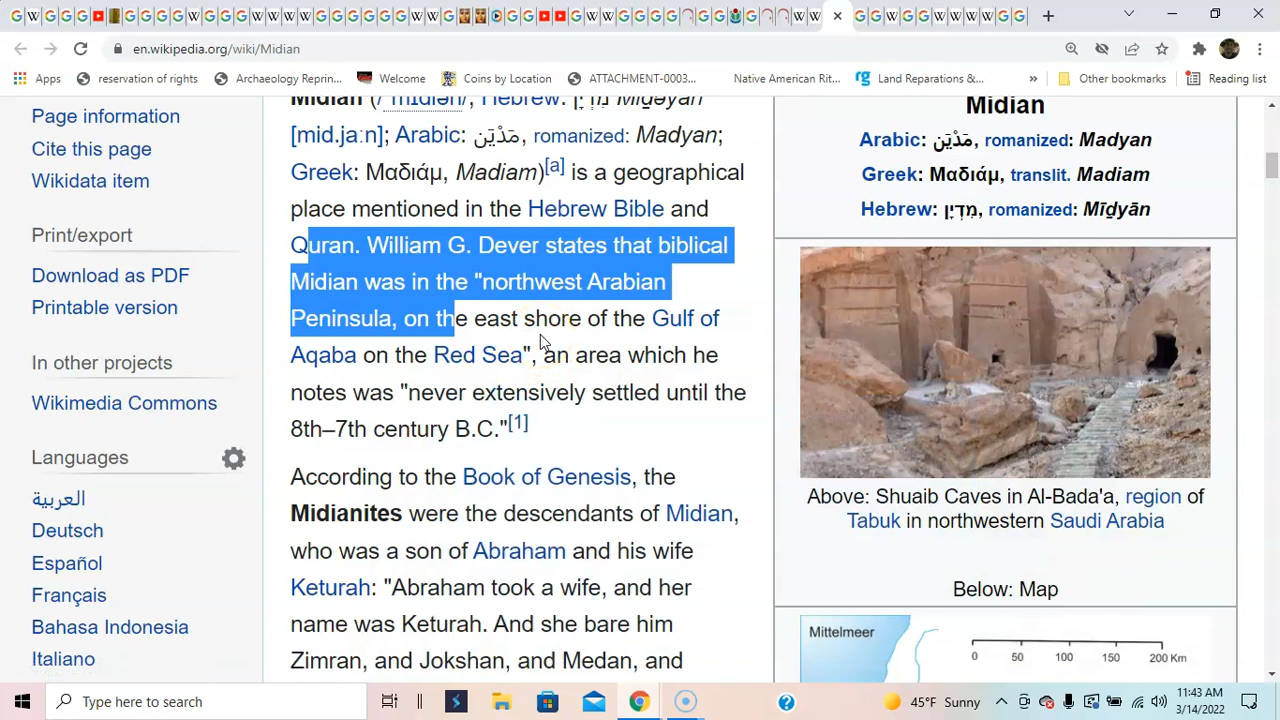 en.wikipedia.org/wiki/Midian
Apps
reservation of rights
Archaeology Reprin...
Welcome
Coins by Location
ATTACHMENT-0003...
Native American Rit...
Land Reparations &...
»
Other bookmarks
Reading list
Page information
Cite this page
Wikidata item
Print/export
Download as PDF
Printable version
In other projects
Wikimedia Commons
Languages
العربية
Deutsch
Español
Français
Bahasa Indonesia
Italiano
[mid.jaːn]; Arabic: مَدْيَن, romanized: Madyan;
Greek: Μαδιάμ, Madiam)[a] is a geographical
place mentioned in the Hebrew Bible and
Quran. William G. Dever states that biblical
Midian was in the "northwest Arabian
Peninsula, on the east shore of the Gulf of
Aqaba on the Red Sea", an area which he
notes was "never extensively settled until the
8th–7th century B.C."[1]
According to the Book of Genesis, the
Midianites were the descendants of Midian,
who was a son of Abraham and his wife
Keturah: "Abraham took a wife, and her
name was Keturah. And she bare him
Zimran, and Jokshan, and Medan, and
Midian
Arabic: مَدْيَن, romanized: Madyan
Greek: Μαδιάμ, translit. Madiam
Hebrew: מִדְיָן, romanized: Mīḏyān
Above: Shuaib Caves in Al-Bada'a, region of
Tabuk in northwestern Saudi Arabia
Below: Map
Mittelmeer
0 50 100 150 200 Km
Type here to search
45°F Sunny
11:43 AM
3/14/2022